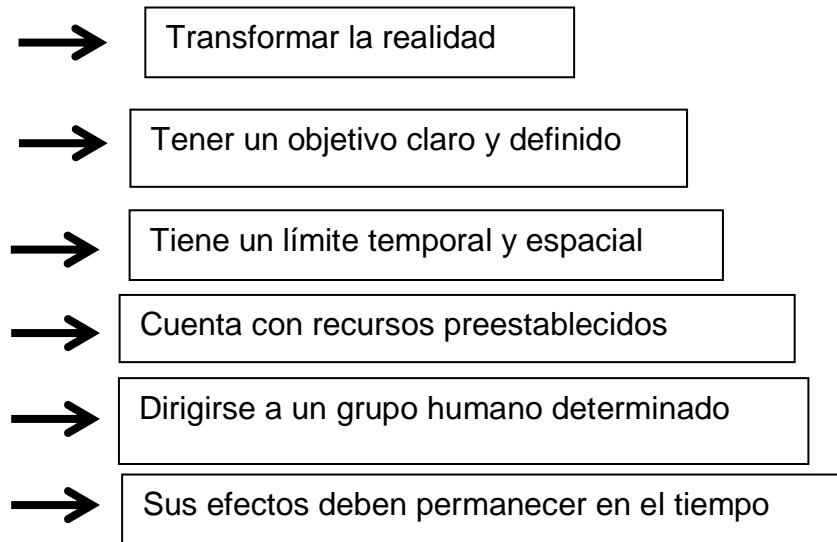 Transformar la realidad
Tener un objetivo claro y definido
Tiene un límite temporal y espacial
Cuenta con recursos preestablecidos
Dirigirse a un grupo humano determinado
Sus efectos deben permanecer en el tiempo